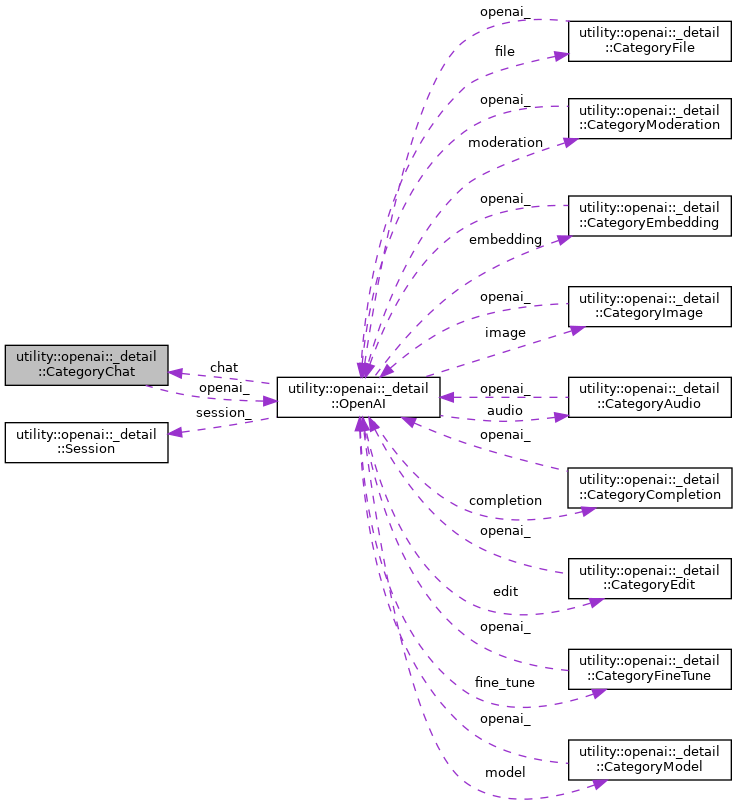 openai_
utility::openai::_detail
::CategoryFile
file
openai_
utility::openai::_detail
::CategoryModeration
moderation
openai_
utility::openai::_detail
::CategoryEmbedding
embedding
openai_
utility::openai::_detail
::CategoryImage
image
utility::openai::_detail
::CategoryChat
chat
openai_
session_
utility::openai::_detail
::Session
utility::openai::_detail
::OpenAI
openai_
audio
utility::openai::_detail
::CategoryAudio
openai_
utility::openai::_detail
::CategoryCompletion
completion
openai_
utility::openai::_detail
::CategoryEdit
edit
openai_
utility::openai::_detail
::CategoryFineTune
fine_tune
openai_
utility::openai::_detail
::CategoryModel
model